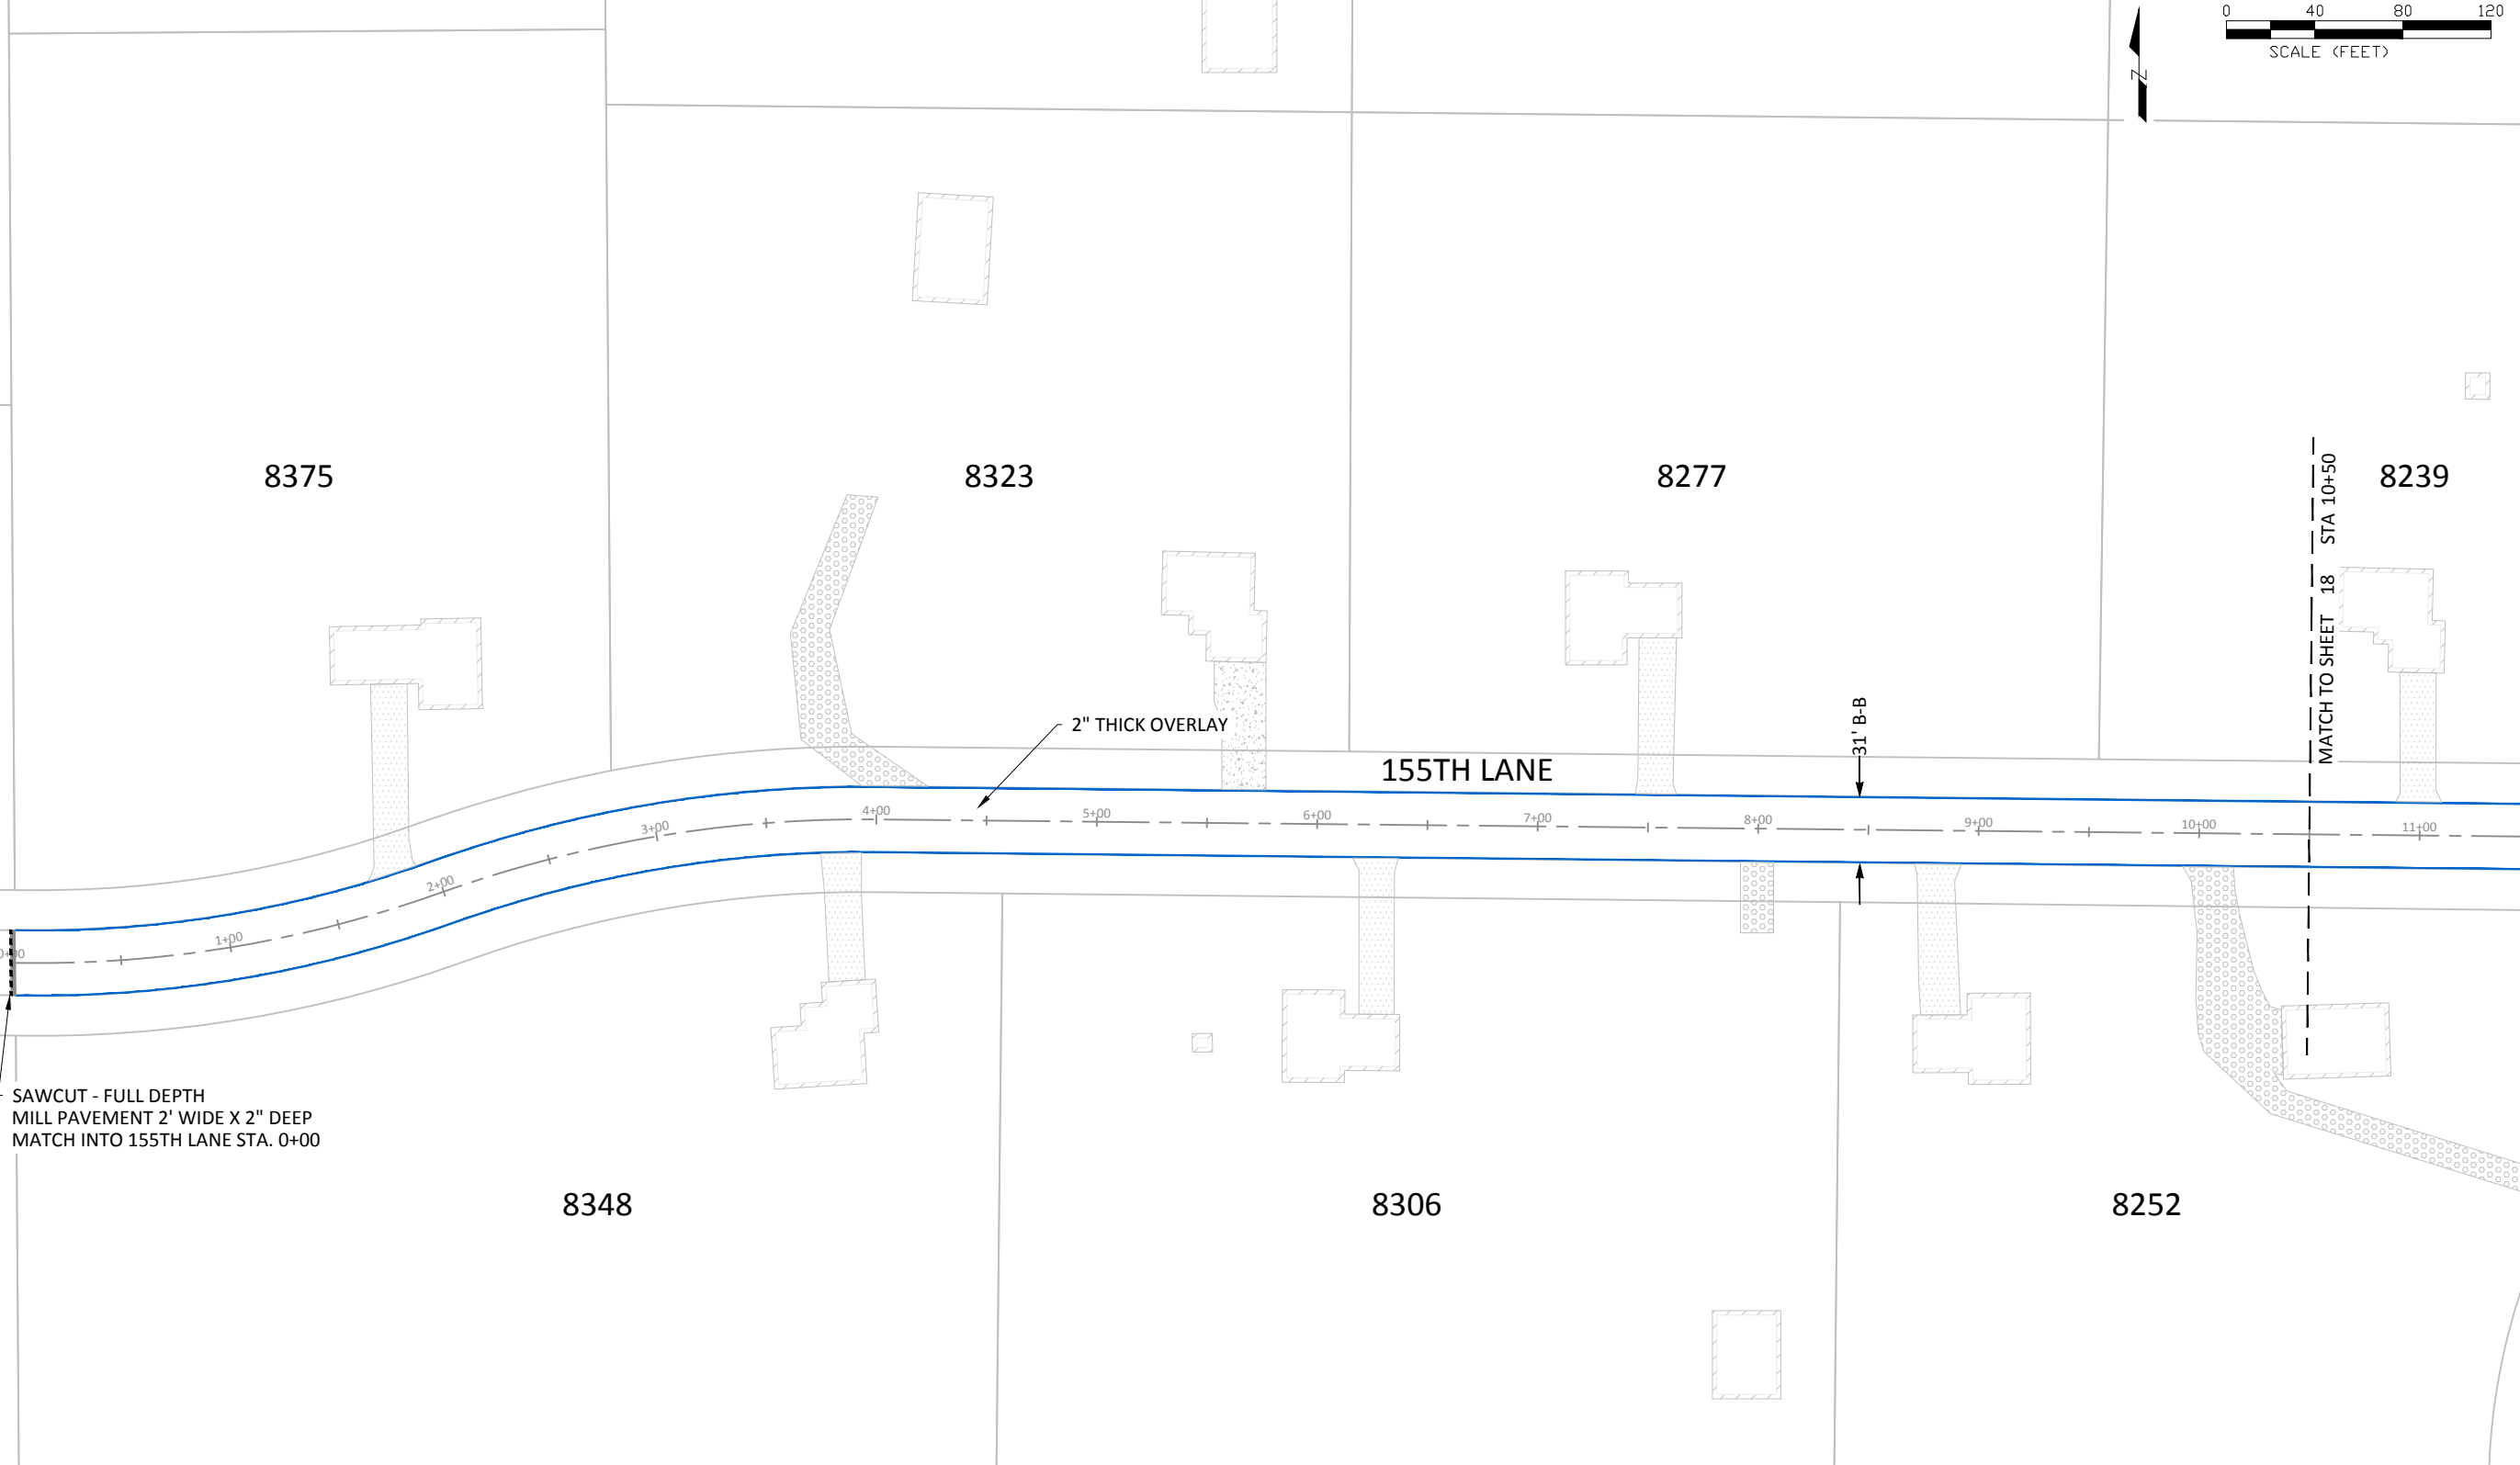 0 40 80 120
SCALE (FEET)
N
8375
8323
8277
8239
STA 10+50
MATCH TO SHEET 18
31' B-B
2" THICK OVERLAY
155TH LANE
0+00
1+00
2+00
3+00
4+00
5+00
6+00
7+00
8+00
9+00
10+00
11+00
SAWCUT - FULL DEPTH
MILL PAVEMENT 2' WIDE X 2" DEEP
MATCH INTO 155TH LANE STA. 0+00
8348
8306
8252